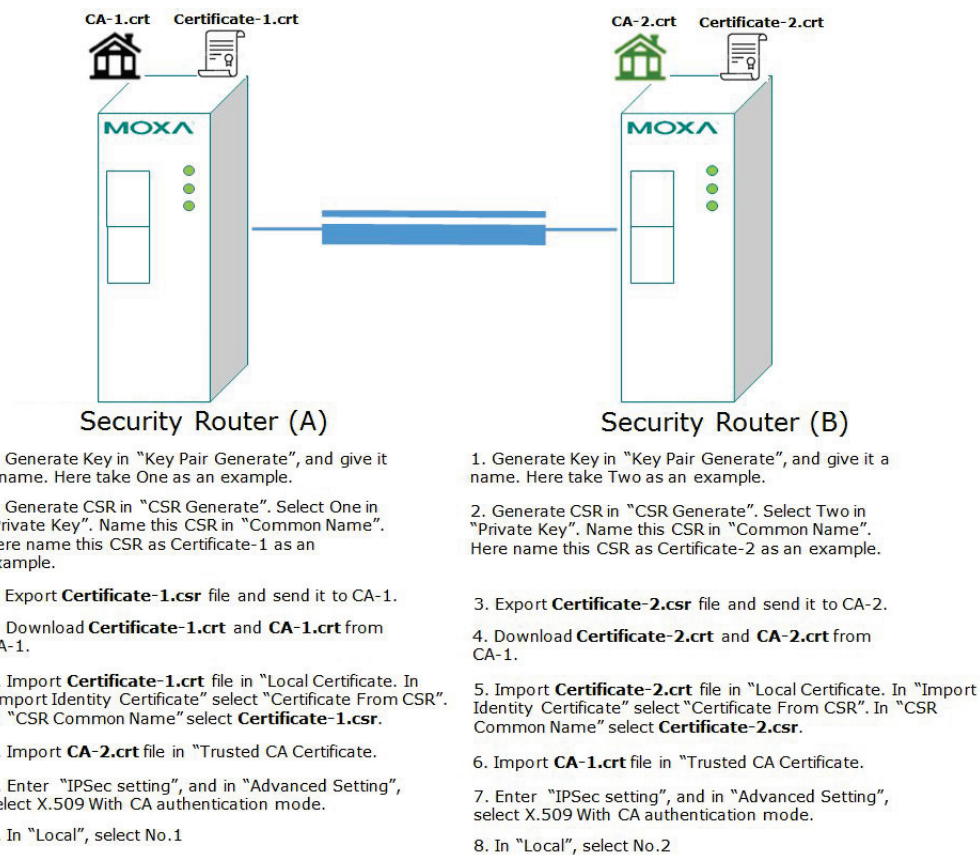 CA-1.crt Certificate-1.crt
CA-2.crt Certificate-2.crt
MOXA
MOXA
Security Router (A)
Generate Key in "Key Pair Generate", and give it
name. Here take One as an example.
Generate CSR in "CSR Generate". Select One in
rivate Key". Name this CSR in "Common Name".
ere name this CSR as Certificate-1 as an
xample.
Export Certificate-1.csr file and send it to CA-1.
Download Certificate-1.crt and CA-1.crt from
A-1.
. Import Certificate-1.crt file in "Local Certificate. In
mport Identity Certificate" select "Certificate From CSR".
"CSR Common Name" select Certificate-1.csr.
. Import CA-2.crt file in "Trusted CA Certificate.
. Enter "IPSec setting", and in "Advanced Setting",
elect X.509 With CA authentication mode.
. In "Local", select No.1
Security Router (B)
1. Generate Key in "Key Pair Generate", and give it a
name. Here take Two as an example.
2. Generate CSR in "CSR Generate". Select Two in
"Private Key". Name this CSR in "Common Name".
Here name this CSR as Certificate-2 as an example.
3. Export Certificate-2.csr file and send it to CA-2.
4. Download Certificate-2.crt and CA-2.crt from
CA-1.
5. Import Certificate-2.crt file in "Local Certificate. In "Import
Identity Certificate" select "Certificate From CSR". In "CSR
Common Name" select Certificate-2.csr.
6. Import CA-1.crt file in "Trusted CA Certificate.
7. Enter "IPSec setting", and in "Advanced Setting",
select X.509 With CA authentication mode.
8. In "Local", select No.2